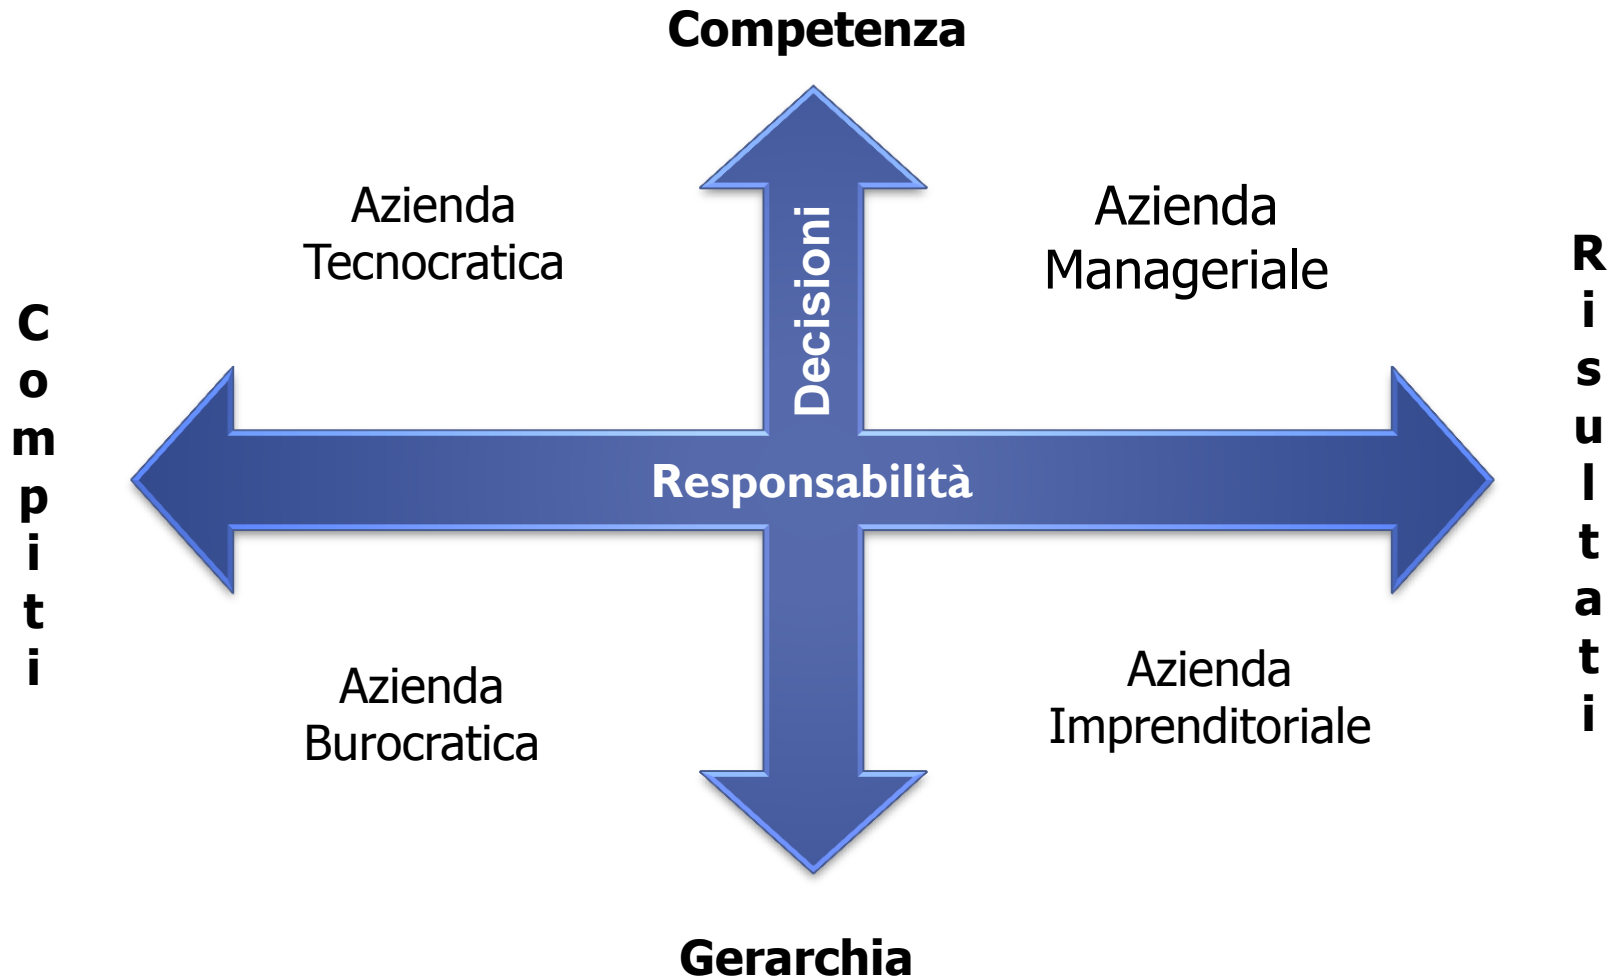 Competenza
Azienda
Tecnocratica
Azienda
Manageriale
Decisioni
Compiti
Risultati
Responsabilità
Azienda
Burocratica
Azienda
Imprenditoriale
Gerarchia